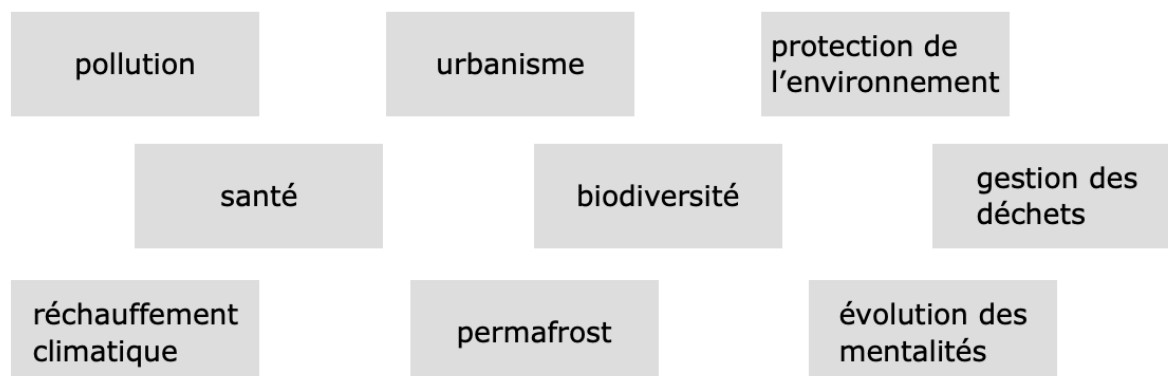 pollution
urbanisme
protection de
l’environnement
santé
biodiversité
gestion des
déchets
réchauffement
climatique
permafrost
évolution des
mentalités